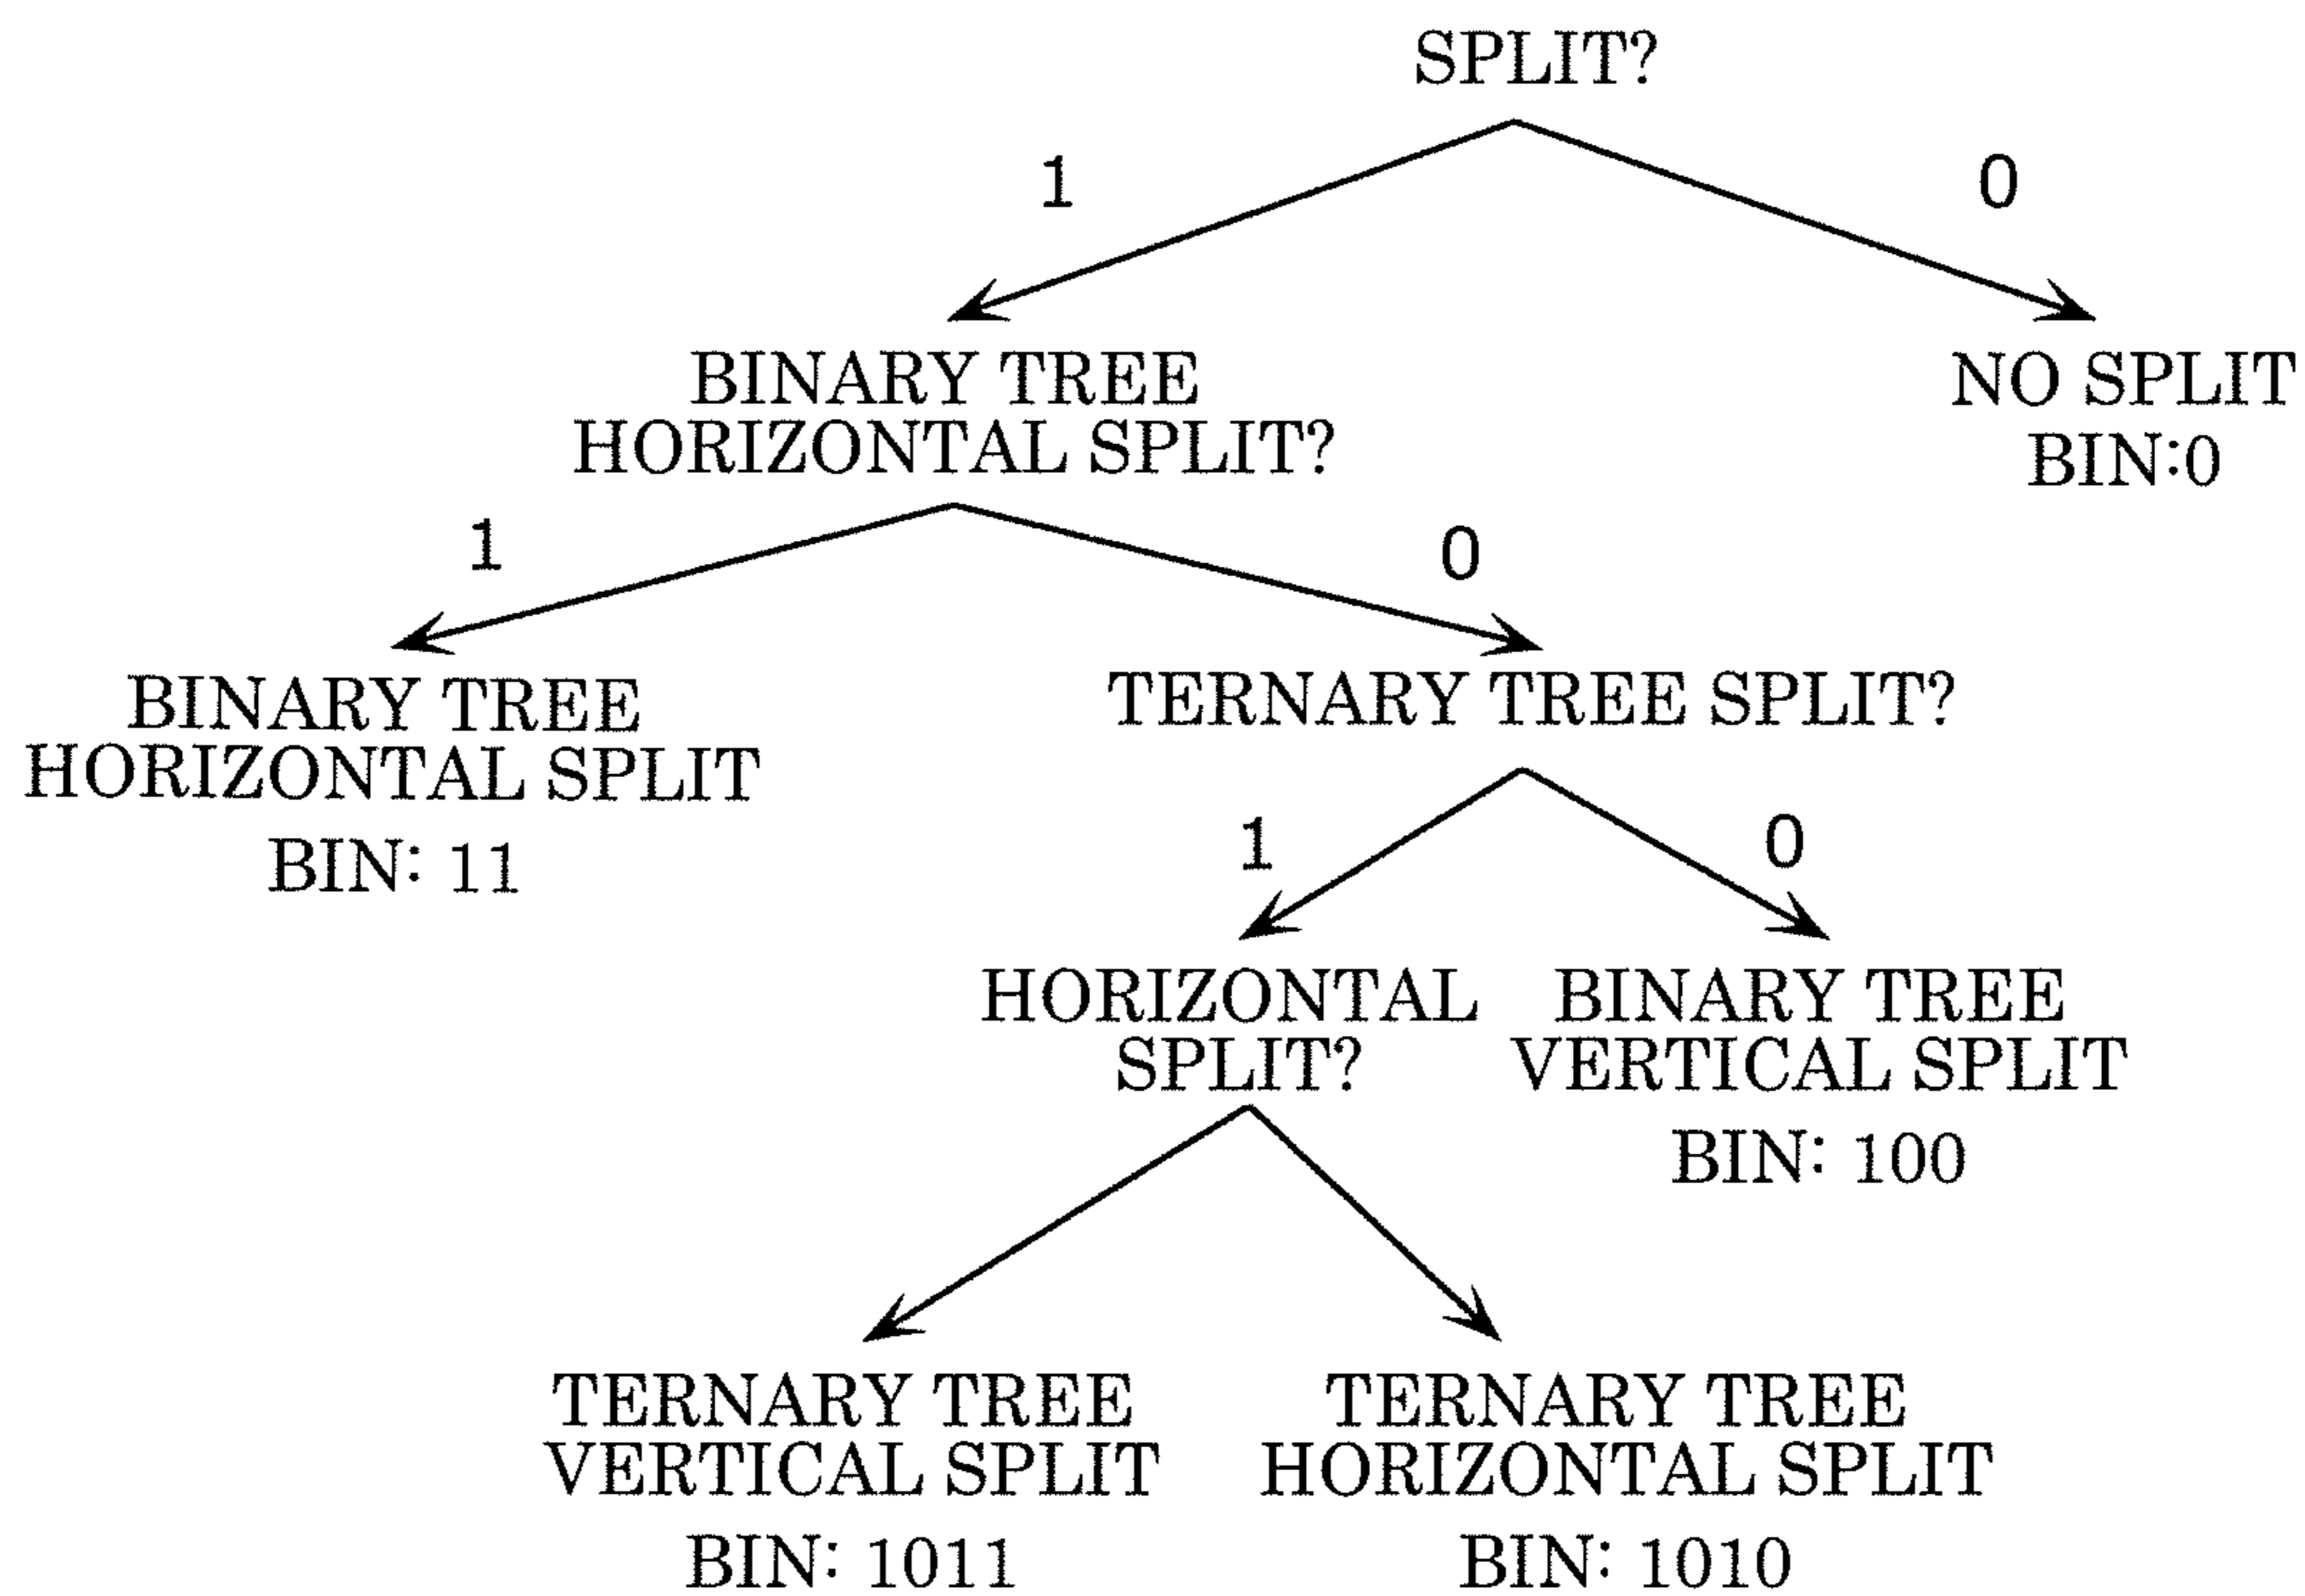 SPLIT?
1
0
BINARY TREE
HORIZONTAL SPLIT?
NO SPLIT
BIN:0
1
0
BINARY TREE
HORIZONTAL SPLIT
BIN: 11
TERNARY TREE SPLIT?
1
0
HORIZONTAL
SPLIT?
BINARY TREE
VERTICAL SPLIT
BIN: 100
TERNARY TREE
VERTICAL SPLIT
BIN: 1011
TERNARY TREE
HORIZONTAL SPLIT
BIN: 1010